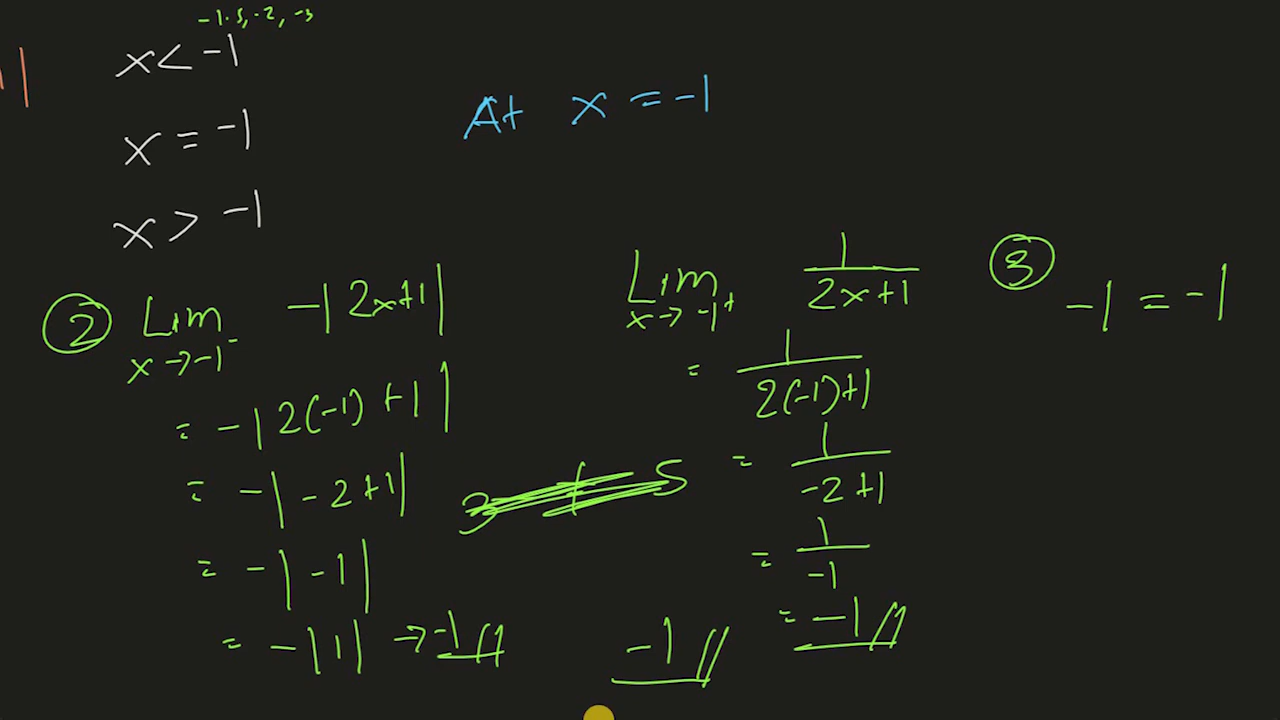 -1.5, -2, -3
x < -1
x = -1
x > -1
At x = -1
② Lim x→-1⁻ -|2x+1|
= -|2(-1)+1|
= -|-2+1|
= -|-1|
= -|1| → -1 //
3 ≠ 5
-1 //
Lim x→-1⁺ 1/(2x+1)
= 1/(2(-1)+1)
= 1/(-2+1)
= 1/-1
= -1 //
③ -1 = -1